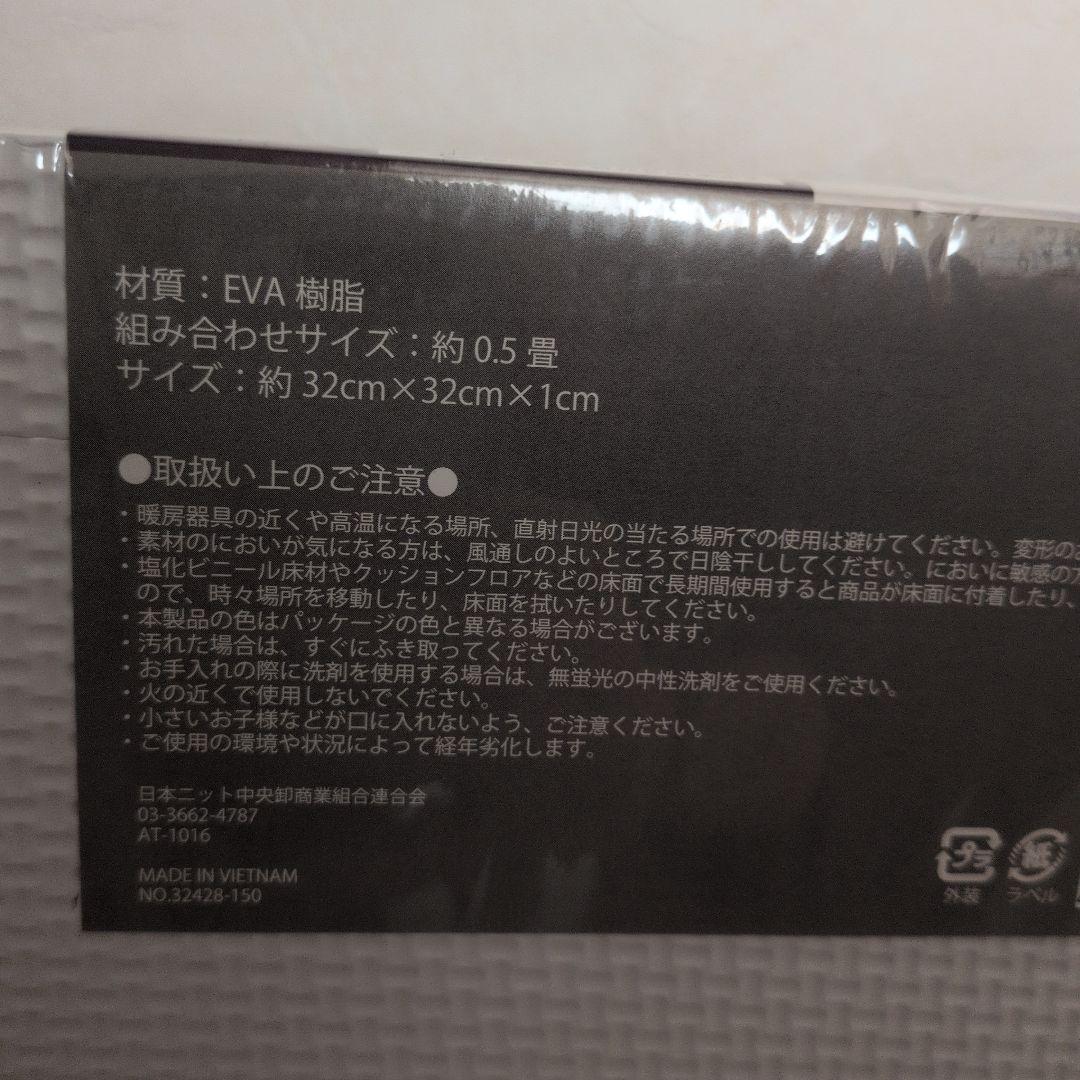 材質：EVA 樹脂
組み合わせサイズ：約 0.5 畳
サイズ：約 32cm×32cm×1cm
●取扱い上のご注意●
・暖房器具の近くや高温になる場所、直射日光の当たる場所での使用は避けてください。変形の
・素材のにおいが気になる方は、風通しのよいところで日陰干ししてください。においに敏感の
・塩化ビニール床材やクッションフロアなどの床面で長期間使用すると商品が床面に付着したり、
ので、時々場所を移動したり、床面を拭いたりしてください。
・本製品の色はパッケージの色と異なる場合がございます。
・汚れた場合は、すぐにふき取ってください。
・お手入れの際に洗剤を使用する場合は、無蛍光の中性洗剤をご使用ください。
・火の近くで使用しないでください。
・小さいお子様などが口に入れないよう、ご注意ください。
・ご使用の環境や状況によって経年劣化します。
日本ニット中央卸商業組合連合会
03-3662-4787
AT-1016
MADE IN VIETNAM
NO.32428-150
プラ 紙
外装 ラベル